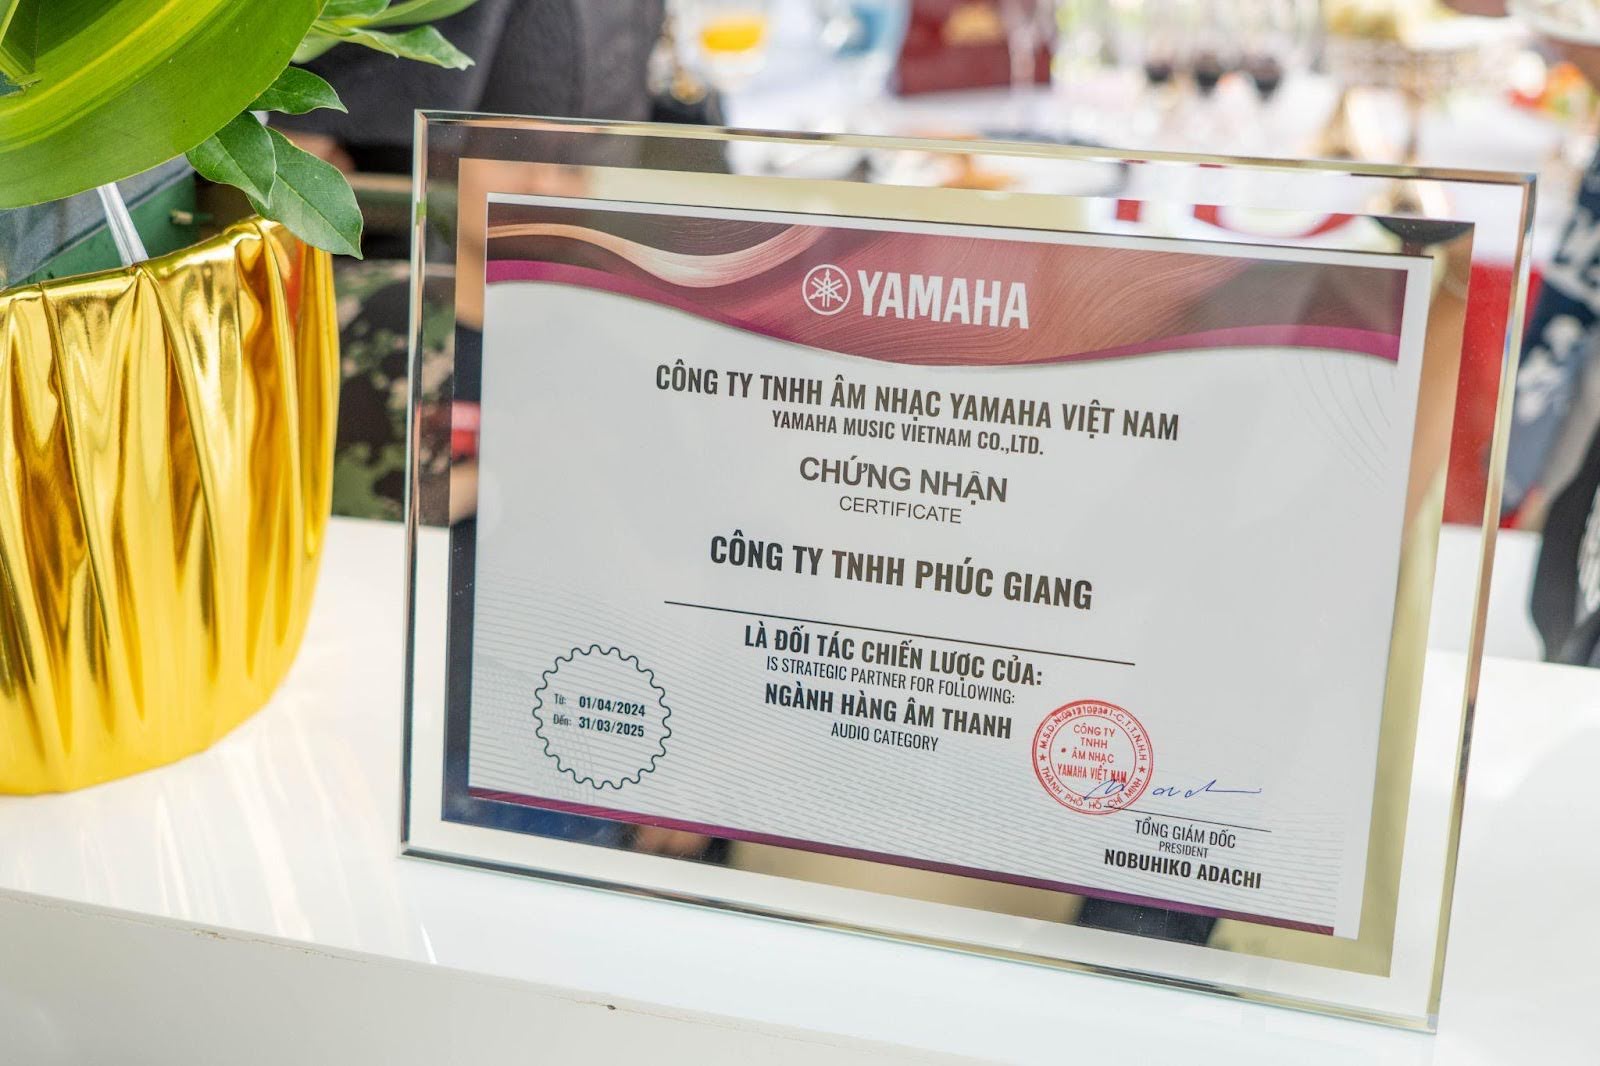 YAMAHA
CÔNG TY TNHH ÂM NHẠC YAMAHA VIỆT NAM
YAMAHA MUSIC VIETNAM CO.,LTD.
CHỨNG NHẬN
CERTIFICATE
CÔNG TY TNHH PHÚC GIANG
LÀ ĐỐI TÁC CHIẾN LƯỢC CỦA:
IS STRATEGIC PARTNER FOR FOLLOWING:
NGÀNH HÀNG ÂM THANH
AUDIO CATEGORY
Từ: 01/04/2024
Đến: 31/03/2025
CÔNG TY
TNHH
ÂM NHẠC
YAMAHA VIỆT NAM
THÀNH PHỐ HỒ CHÍ MINH
TỔNG GIÁM ĐỐC
PRESIDENT
NOBUHIKO ADACHI